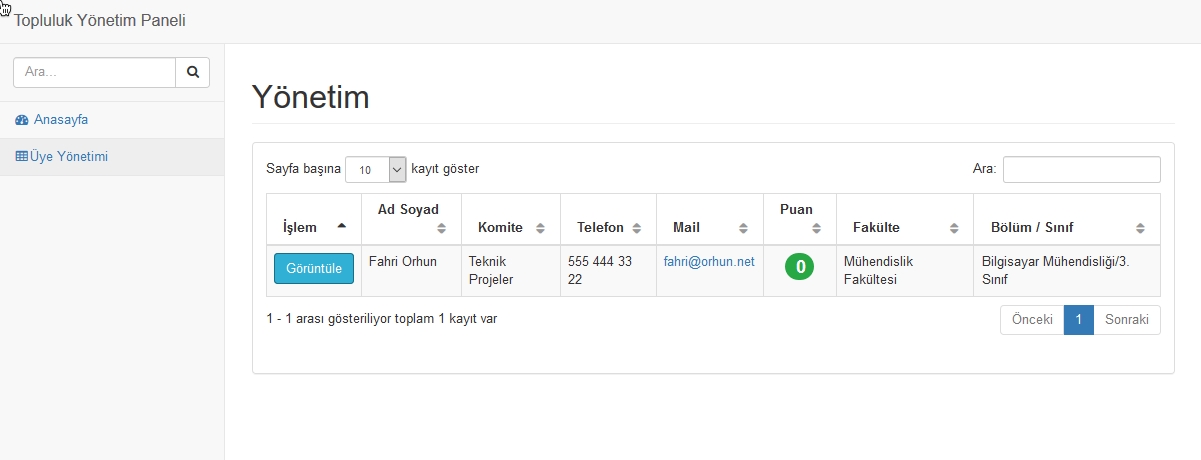 Topluluk Yönetim Paneli
Ara...
Anasayfa
Üye Yönetimi
Yönetim
Sayfa başına 10 kayıt göster
Ara:
İşlem Ad Soyad Komite Telefon Mail Puan Fakülte Bölüm / Sınıf
Görüntüle
Fahri Orhun
Teknik
Projeler
555 444 33
22
fahri@orhun.net
0
Mühendislik
Fakültesi
Bilgisayar Mühendisliği/3.
Sınıf
1 - 1 arası gösteriliyor toplam 1 kayıt var
Önceki 1 Sonraki